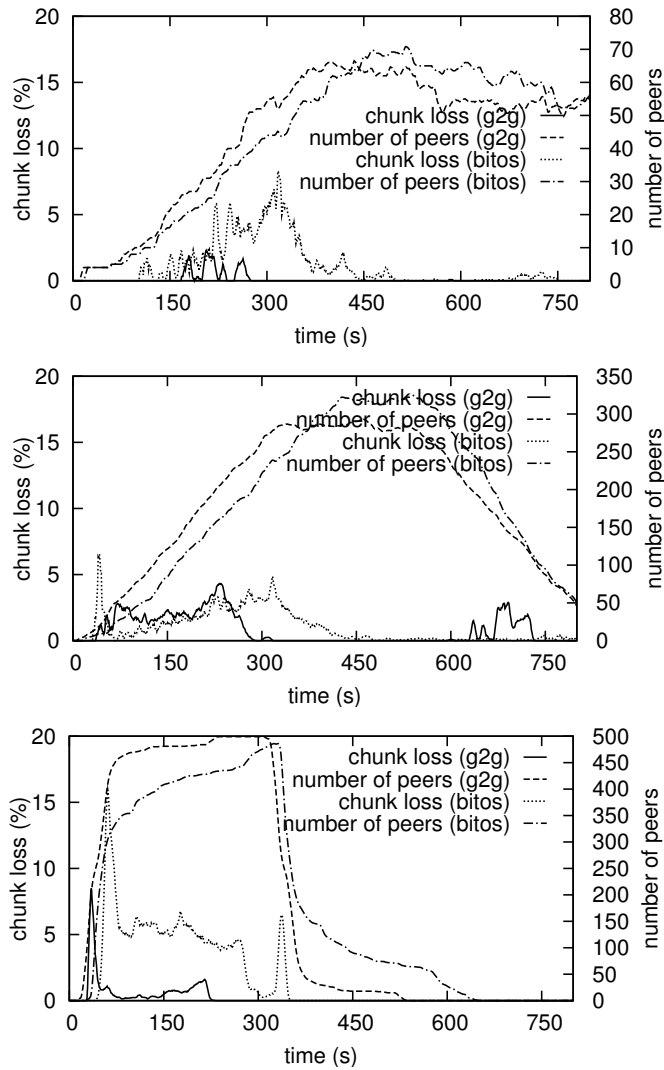 20 80
70
15 60
chunk loss (g2g) 50
10 number of peers (g2g) 40
chunk loss (bitos)
number of peers (bitos) 30
5 20
10
0 0
0 150 300 450 600 750
time (s)
chunk loss (%)
number of peers
20 350
chunk loss (g2g) 300
15 number of peers (g2g)
chunk loss (bitos) 250
number of peers (bitos)
10 200
150
5 100
50
0 0
0 150 300 450 600 750
time (s)
chunk loss (%)
number of peers
20 500
chunk loss (g2g) 450
number of peers (g2g) 400
15 chunk loss (bitos)
number of peers (bitos) 350
300
10 250
200
5 150
100
50
0 0
0 150 300 450 600 750
time (s)
chunk loss (%)
number of peers